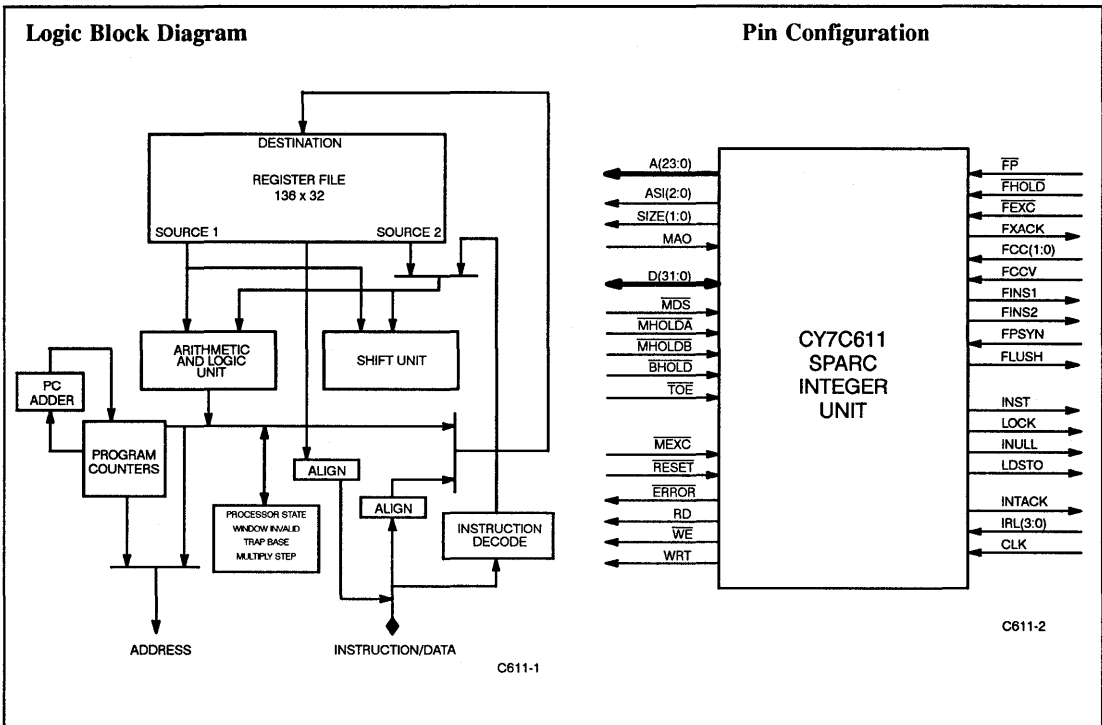 Logic Block Diagram
DESTINATION
REGISTER FILE
136 x 32
SOURCE 1
SOURCE 2
ARITHMETIC
AND LOGIC
UNIT
SHIFT UNIT
PC
ADDER
PROGRAM
COUNTERS
ALIGN
ALIGN
PROCESSOR STATE
WINDOW INVALID
TRAP BASE
MULTIPLY STEP
INSTRUCTION
DECODE
ADDRESS
INSTRUCTION/DATA
C611-1
Pin Configuration
A(23:0)
ASI(2:0)
SIZE(1:0)
MAO
D(31:0)
MDS
MHOLDA
MHOLDB
BHOLD
TOE
MEXC
RESET
ERROR
RD
WE
WRT
CY7C611
SPARC
INTEGER
UNIT
FP
FHOLD
FEXC
FXACK
FCC(1:0)
FCCV
FINS1
FINS2
FPSYN
FLUSH
INST
LOCK
INULL
LDSTO
INTACK
IRL(3:0)
CLK
C611-2